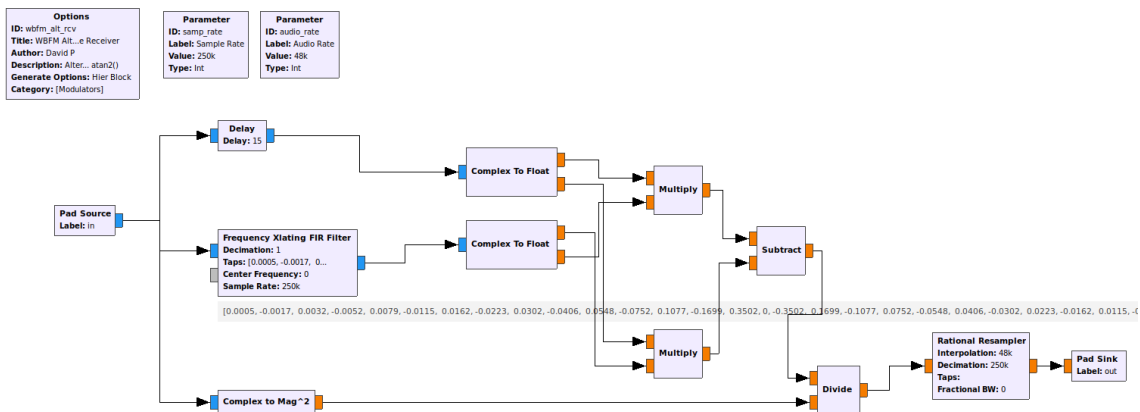 Options
ID: wbfm_alt_rcv
Title: WBFM Alt...e Receiver
Author: David P
Description: Alter... atan2()
Generate Options: Hier Block
Category: [Modulators]
Parameter
ID: samp_rate
Label: Sample Rate
Value: 250k
Type: Int
Parameter
ID: audio_rate
Label: Audio Rate
Value: 48k
Type: Int
Delay
Delay: 15
Complex To Float
Multiply
Pad Source
Label: in
Frequency Xlating FIR Filter
Decimation: 1
Taps: [0.0005, -0.0017, 0...
Center Frequency: 0
Sample Rate: 250k
Complex To Float
Subtract
[0.0005, -0.0017, 0.0032, -0.0052, 0.0079, -0.0115, 0.0162, -0.0223, 0.0302, -0.0406, 0.0548, -0.0752, 0.1077, -0.1699, 0.3502, 0, -0.3502, 0.1699, -0.1077, 0.0752, -0.0548, 0.0406, -0.0302, 0.0223, -0.0162, 0.0115, -0
Multiply
Rational Resampler
Interpolation: 48k
Decimation: 250k
Taps:
Fractional BW: 0
Pad Sink
Label: out
Complex to Mag^2
Divide